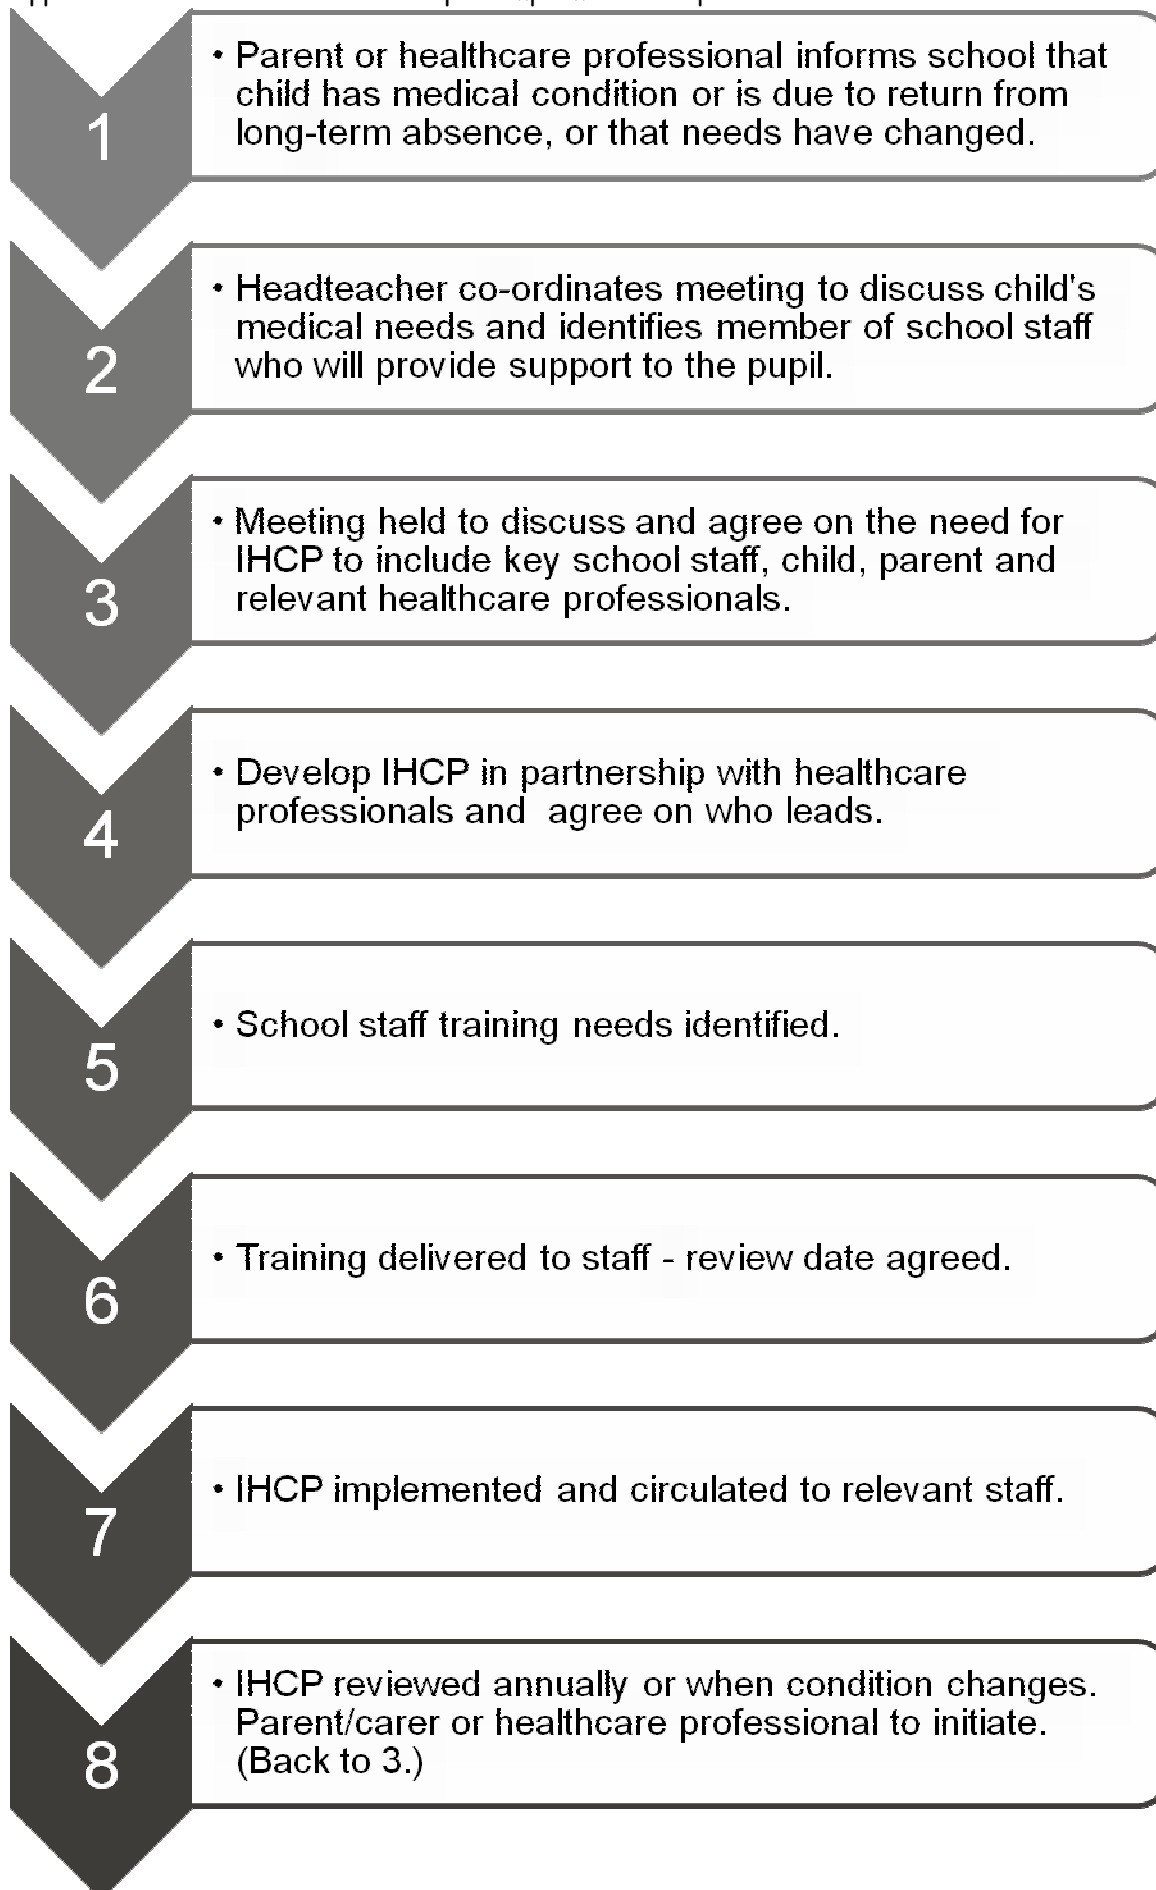 1
• Parent or healthcare professional informs school that
child has medical condition or is due to return from
long-term absence, or that needs have changed.
2
• Headteacher co-ordinates meeting to discuss child's
medical needs and identifies member of school staff
who will provide support to the pupil.
3
• Meeting held to discuss and agree on the need for
IHCP to include key school staff, child, parent and
relevant healthcare professionals.
4
• Develop IHCP in partnership with healthcare
professionals and  agree on who leads.
5
• School staff training needs identified.
6
• Training delivered to staff - review date agreed.
7
• IHCP implemented and circulated to relevant staff.
8
• IHCP reviewed annually or when condition changes.
Parent/carer or healthcare professional to initiate.
(Back to 3.)